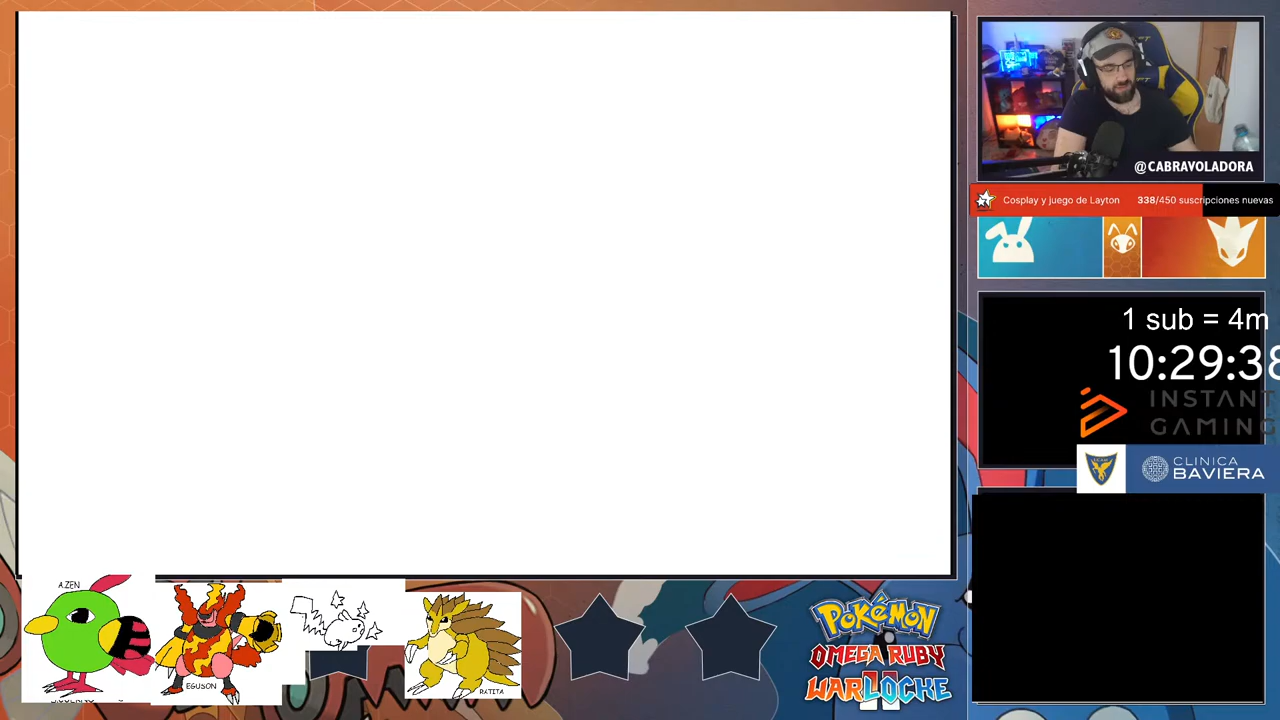 @CABRAVOLADORA
Cosplay y juego de Layton 338/450 suscripciones nuevas
1 sub = 4m
10:29:38
INSTANT
GAMING
CLINICA
BAVIERA
AZEN
EGUSON
RATITA
POKéMON
OMEGA RUBY
WARLOCKE